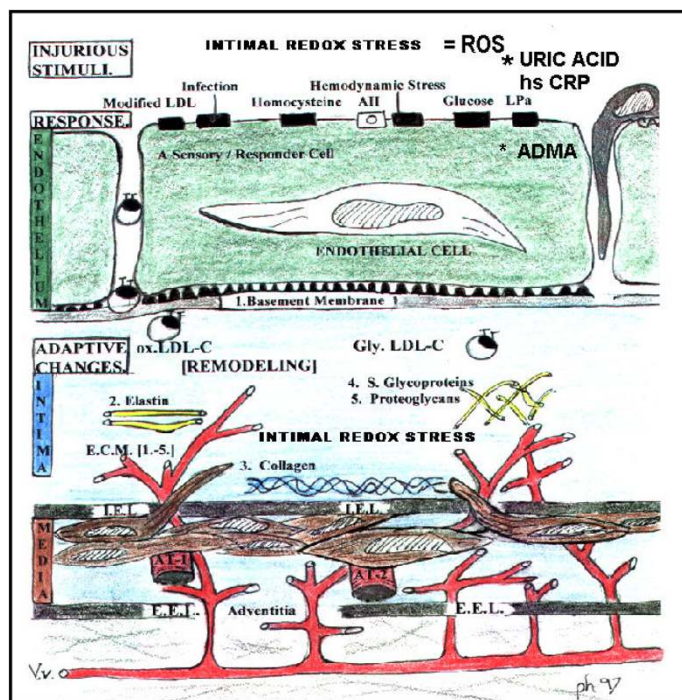 INTIMAL REDOX STRESS = ROS
* URIC ACID
hs CRP
INJURIOUS
STIMULI.
Infection
Hemodynamic Stress
Modified LDL
Homocysteine
AII
Glucose
LPa
RESPONSE.
A Sensory / Responder Cell
* ADMA
ENDOTHELIUM
ENDOTHELIAL CELL
1.Basement Membrane 1
ADAPTIVE
CHANGES.
ox.LDL-C
Gly. LDL-C
[REMODELING]
4. S. Glycoproteins
5. Proteoglycans
2. Elastin
INTIMA
INTIMAL REDOX STRESS
E.C.M. [1.-5.]
3. Collagen
I.E.L.
I.E.L.
MEDIA
AT-1
AT-2
E.E.L.
Adventitia
E.E.L.
V.v.